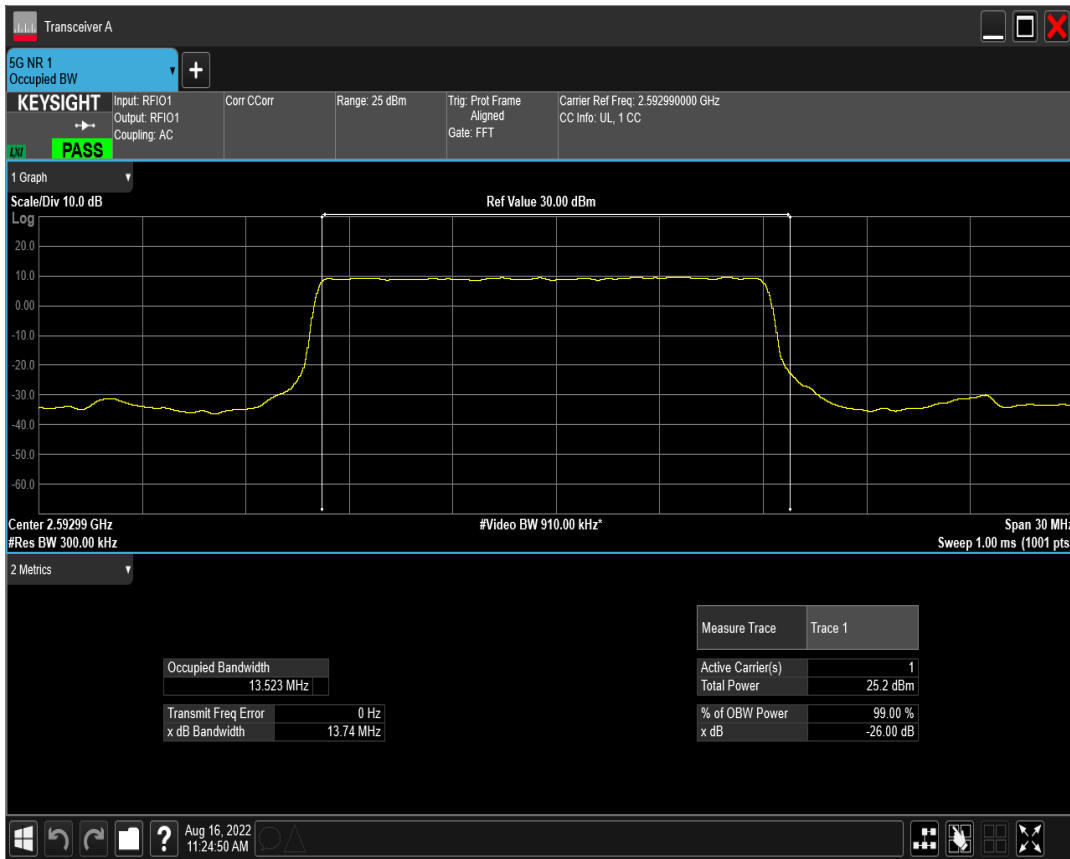 Transceiver A
5G NR 1
Occupied BW
+
KEYSIGHT
LXI
PASS
Input: RFIO1
Output: RFIO1
Coupling: AC
Corr CCorr
Range: 25 dBm
Trig: Prot Frame
Aligned
Gate: FFT
Carrier Ref Freq: 2.592990000 GHz
CC Info: UL, 1 CC
1 Graph
Scale/Div 10.0 dB
Ref Value 30.00 dBm
Log
20.0
10.0
0.00
-10.0
-20.0
-30.0
-40.0
-50.0
-60.0
Center 2.59299 GHz
#Video BW 910.00 kHz*
Span 30 MHz
#Res BW 300.00 kHz
Sweep 1.00 ms (1001 pts
2 Metrics
Measure Trace Trace 1
Occupied Bandwidth
13.523 MHz
Active Carrier(s) 1
Total Power 25.2 dBm
Transmit Freq Error 0 Hz
x dB Bandwidth 13.74 MHz
% of OBW Power 99.00 %
x dB -26.00 dB
?
Aug 16, 2022
11:24:50 AM